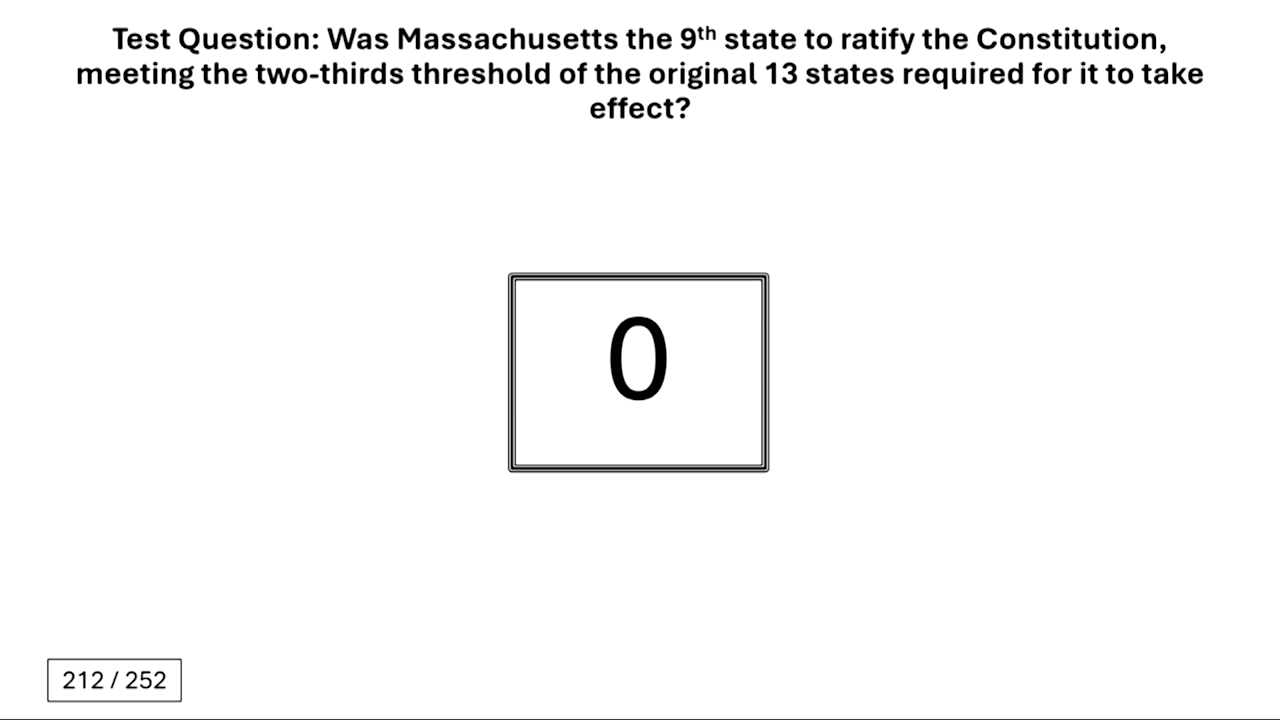 Test Question: Was Massachusetts the 9th state to ratify the Constitution,
meeting the two-thirds threshold of the original 13 states required for it to take
effect?
0
212 / 252